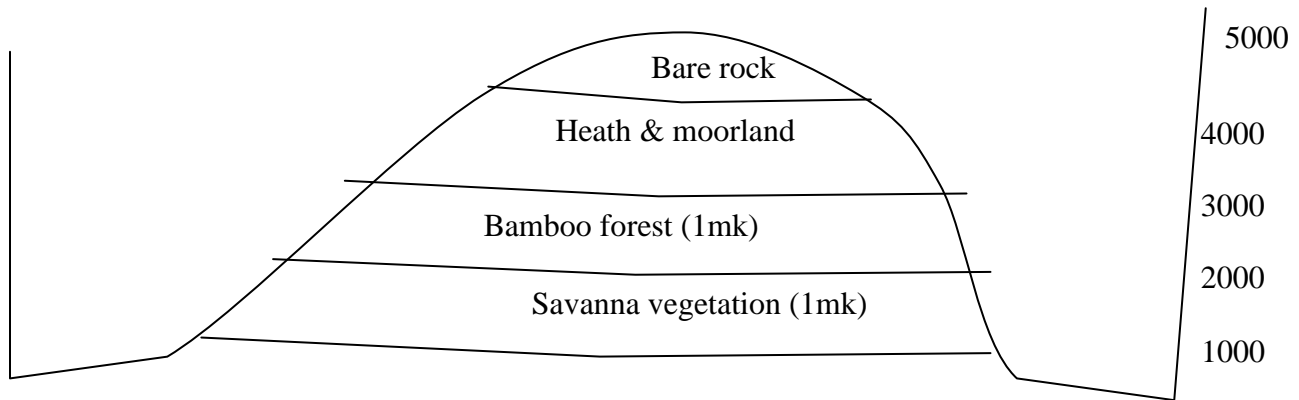 5000
Bare rock
Heath & moorland
4000
3000
Bamboo forest (1mk)
2000
Savanna vegetation (1mk)
1000